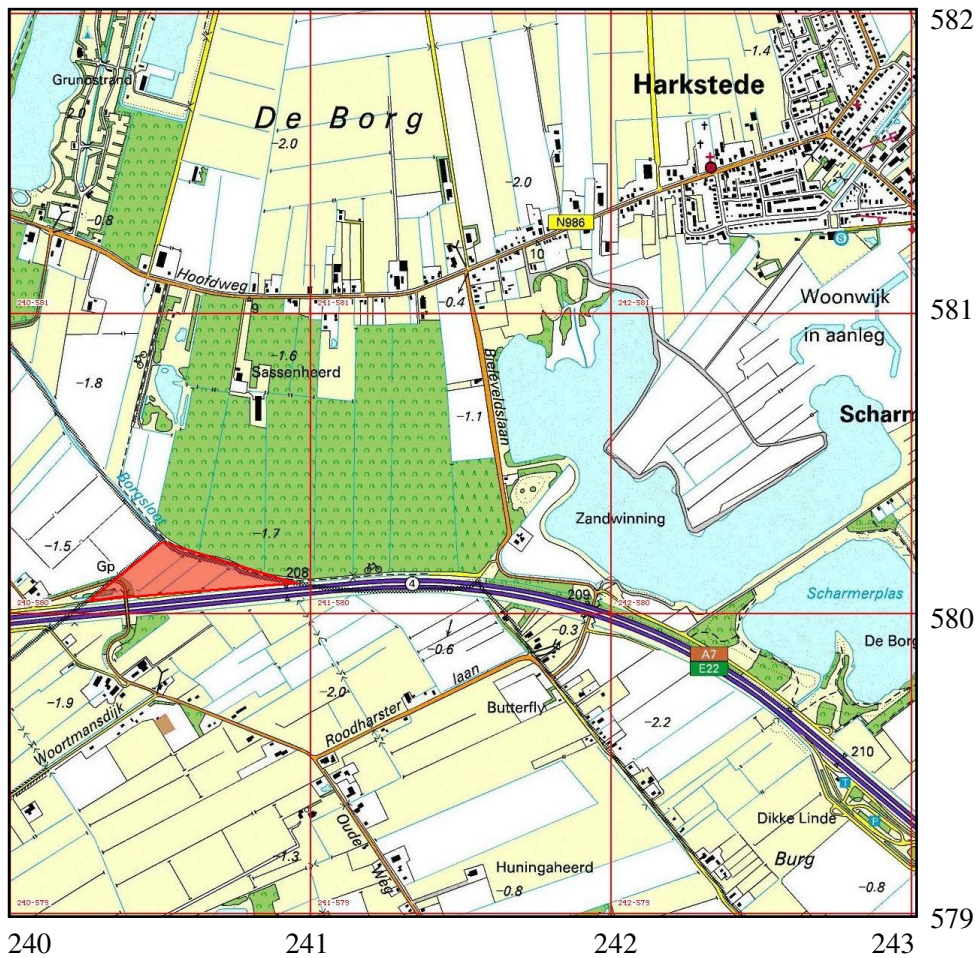 582
-1.4
Grunostrand
Harkstede
-2.0
De Borg
-2.0
-2.0
-0.8
N986
S
10
Hoofdweg
-0.4
Woonwijk
in aanleg
240-581
241-581
242-581
581
9
-1.6
Sassenheerd
-1.8
Bieleveldslaan
-1.1
Scharm
Borgsloot
Zandwinning
-1.7
-1.5
Gp
208
4
209
Scharmerplas
240-580
241-580
242-580
580
-0.3
De Borg
-0.6
A7
E22
laan
-2.0
-1.9
Roodharster
Butterfly
-2.2
Woortmansdijk
210
T
Dikke Linde
P
Oude
Weg
-1.3
Huningaheerd
Burg
-0.8
-0.8
240-579
241-579
242-579
579
240
241
242
243